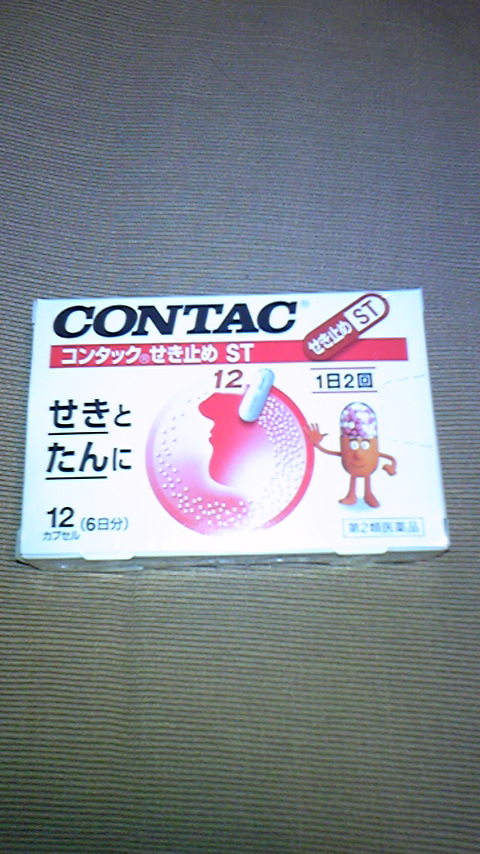 CONTAC®
コンタック®せき止め ST
せき止め ST
12
1日2回
せきと
たんに
12
カプセル
(6日分)
第2類医薬品